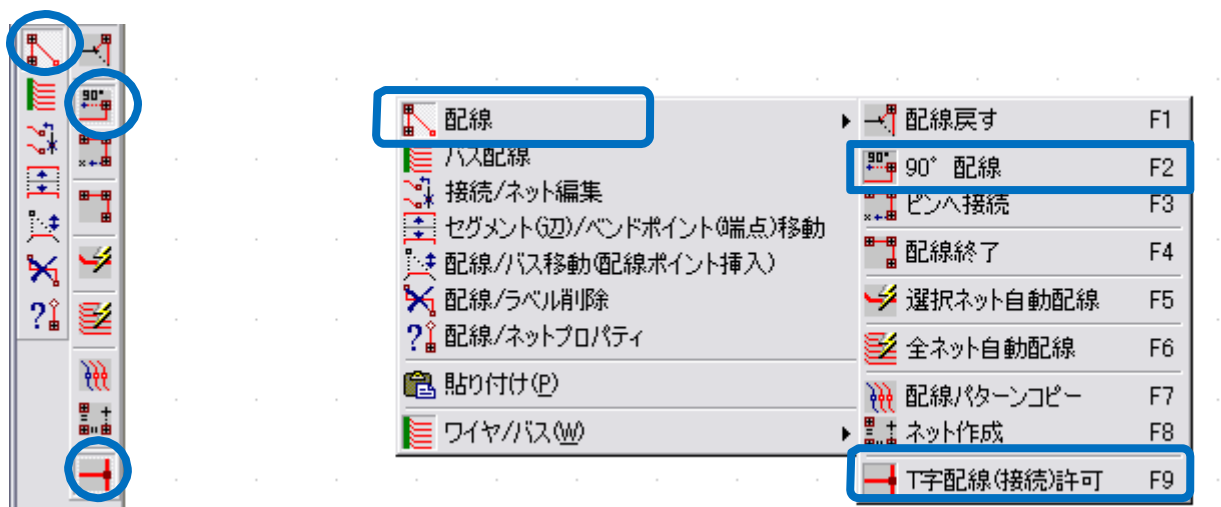 90°
配線
バス配線
接続/ネット編集
セグメント(辺)/ベンドポイント(端点)移動
配線/バス移動(配線ポイント挿入)
配線/ラベル削除
配線/ネットプロパティ
貼り付け(P)
ワイヤ/バス(W)
配線戻す F1
90°
90° 配線 F2
ピンへ接続 F3
配線終了 F4
選択ネット自動配線 F5
全ネット自動配線 F6
配線パターンコピー F7
ネット作成 F8
T字配線(接続)許可 F9